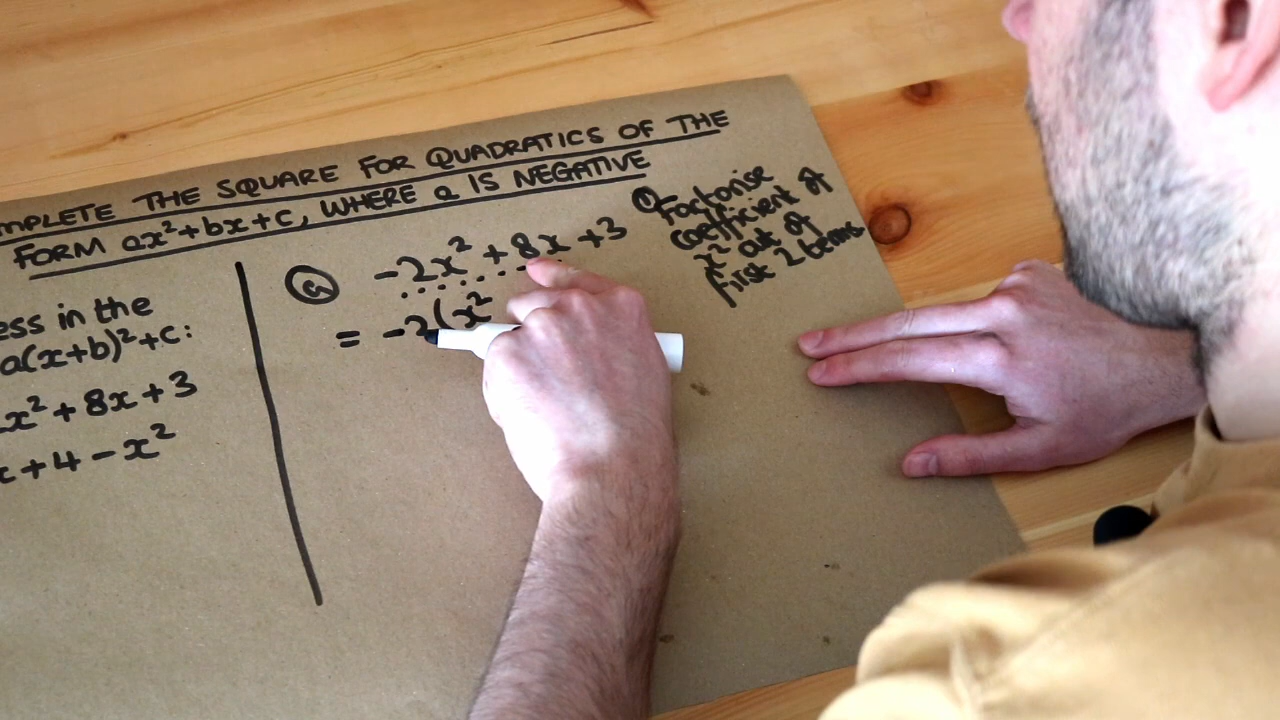 MPLETE THE SQUARE FOR QUADRATICS OF THE
FORM ax²+bx+c, WHERE a IS NEGATIVE
ess in the
a(x+b)²+c:
x²+8x+3
x+4-x²
a -2x²+8x+3
= -2(x²
1 Factorise
coefficient of
x² out of
first 2 terms